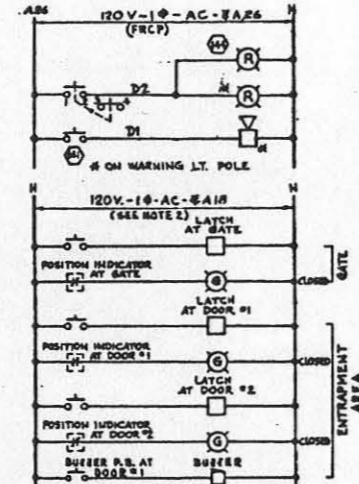 A26 120V-1Φ-AC-#A26 N
(FRCP)
R
D2
R
D1
# ON WARNING LT. POLE
H N
120V.-1Φ-AC-#A18
(SEE NOTE 2)
LATCH
AT GATE
POSITION INDICATOR
AT GATE
G CLOSED
GATE
LATCH
AT DOOR #1
POSITION INDICATOR
AT DOOR #1
G CLOSED
LATCH
AT DOOR #2
POSITION INDICATOR
AT DOOR #2
G CLOSED
ENTRAPMENT
AREA
BUZZER P.B. AT
DOOR #1
BUZZER